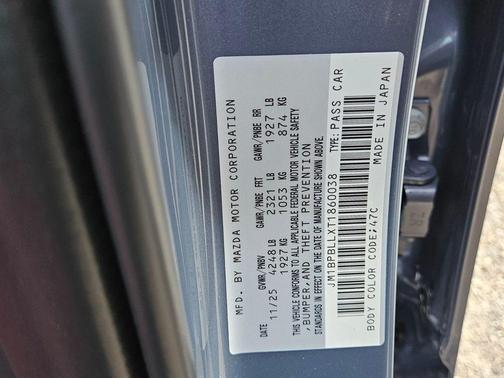 MFD. BY MAZDA MOTOR CORPORATION
GVWR/PNBV GAWR/PNBE FRT GAWR/PNBE RR
DATE 11/25 4248 LB 2321 LB 1927 LB
1927 KG 1053 KG 874 KG
THIS VEHICLE CONFORMS TO ALL APPLICABLE FEDERAL MOTOR VEHICLE SAFETY
,BUMPER,AND THEFT PREVENTION
STANDARDS IN EFFECT ON THE DATE OF MANUFACTURE SHOWN ABOVE.
JM1BPBLLXT1860038 TYPE: PASS CAR
BODY COLOR CODE;47C MADE IN JAPAN